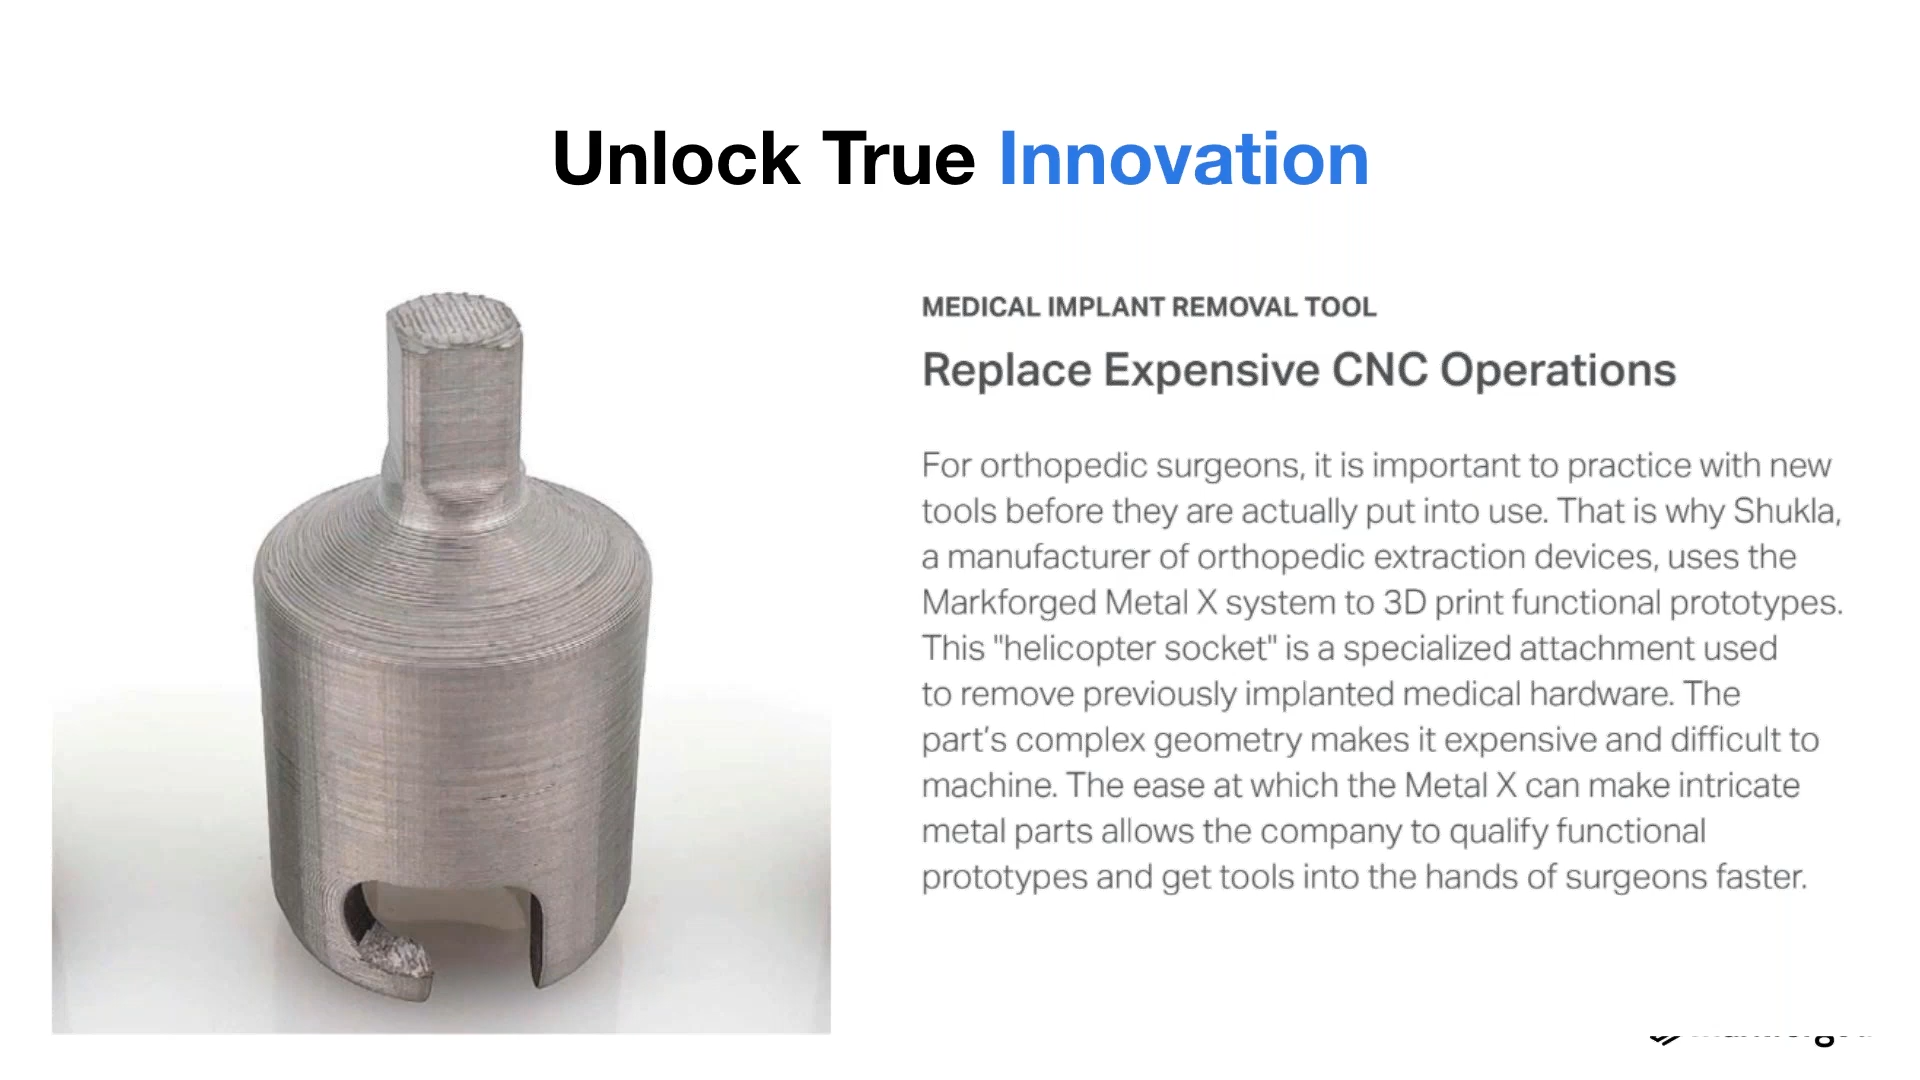 Unlock True Innovation
MEDICAL IMPLANT REMOVAL TOOL
Replace Expensive CNC Operations
For orthopedic surgeons, it is important to practice with new
tools before they are actually put into use. That is why Shukla,
a manufacturer of orthopedic extraction devices, uses the
Markforged Metal X system to 3D print functional prototypes.
This "helicopter socket" is a specialized attachment used
to remove previously implanted medical hardware. The
part’s complex geometry makes it expensive and difficult to
machine. The ease at which the Metal X can make intricate
metal parts allows the company to qualify functional
prototypes and get tools into the hands of surgeons faster.